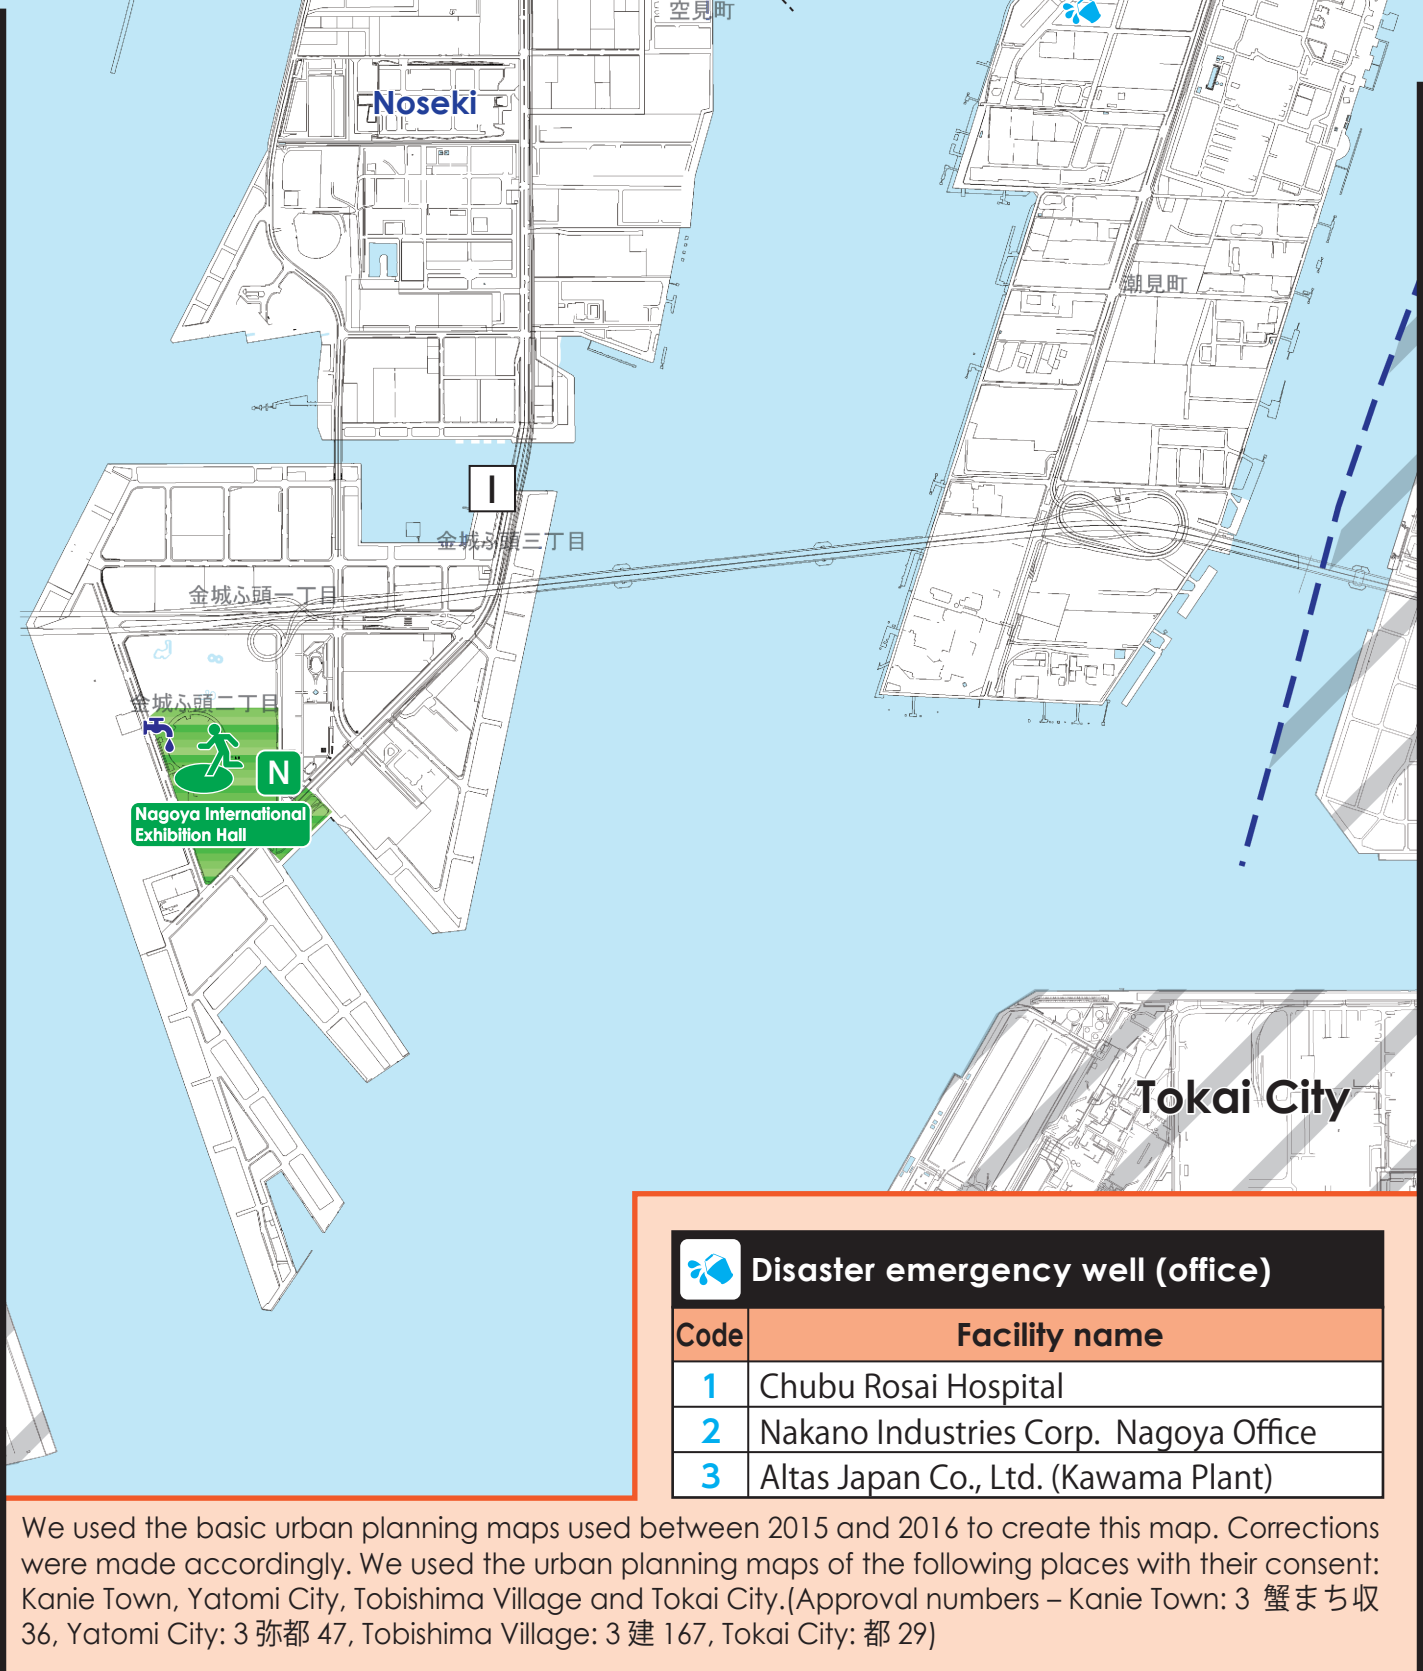 空見町
Noseki
潮見町
I
金城ふ頭三丁目
金城ふ頭一丁目
金城ふ頭二丁目
N
Nagoya International
Exhibition Hall
Tokai City
Disaster emergency well (office)
Code Facility name
1 Chubu Rosai Hospital
2 Nakano Industries Corp. Nagoya Office
3 Altas Japan Co., Ltd. (Kawama Plant)
We used the basic urban planning maps used between 2015 and 2016 to create this map. Corrections
were made accordingly. We used the urban planning maps of the following places with their consent:
Kanie Town, Yatomi City, Tobishima Village and Tokai City.(Approval numbers – Kanie Town: 3 蟹まち収
36, Yatomi City: 3 弥都 47, Tobishima Village: 3 建 167, Tokai City: 都 29)